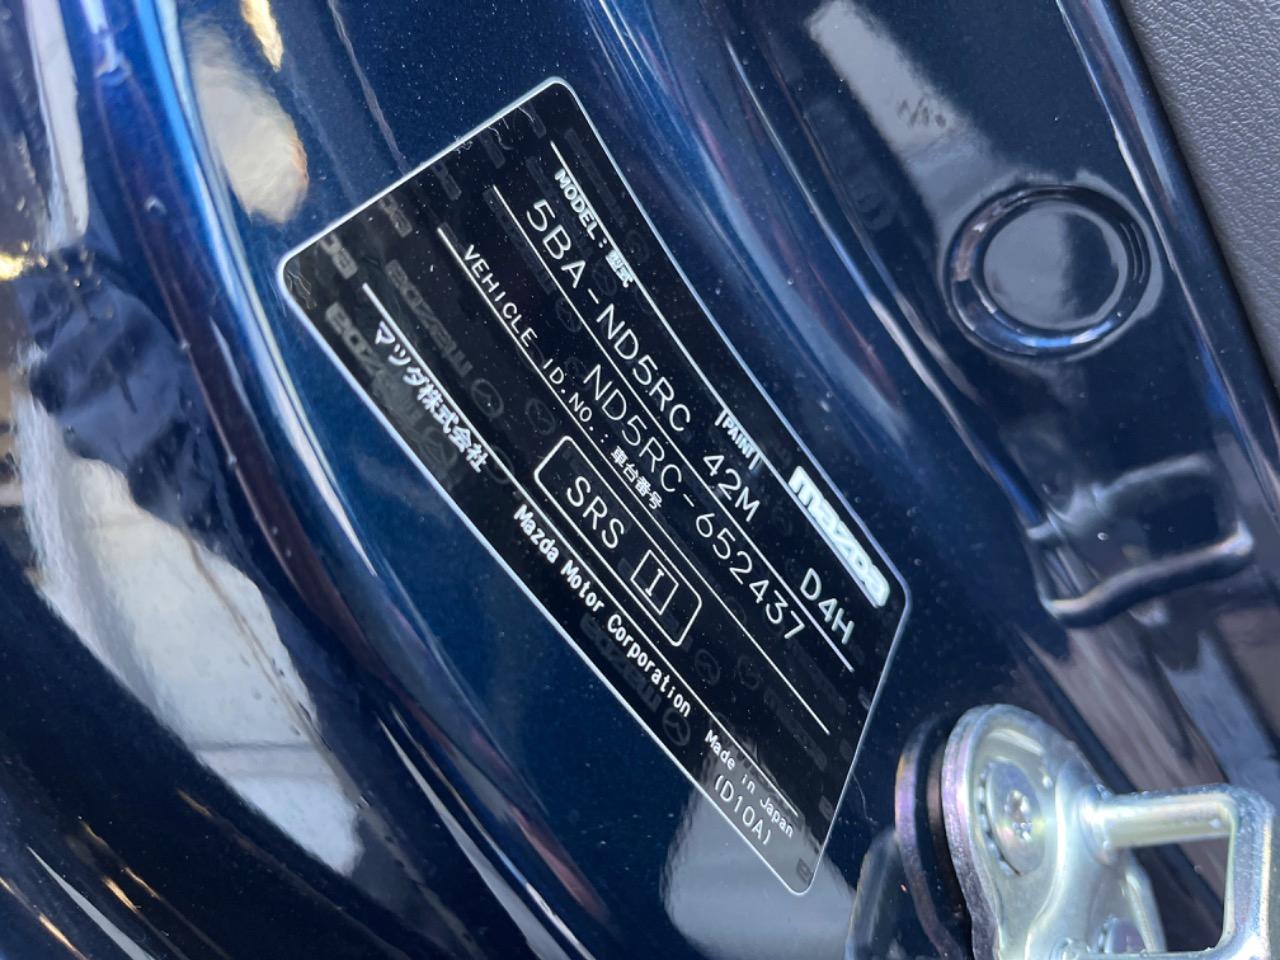 MODEL:型式 PAINT mazda
5BA-ND5RC 42M D4H
ND5RC-652437
VEHICLE ID.NO.:車台番号
SRS I
マツダ株式会社 Mazda Motor Corporation Made in Japan
(D10A)